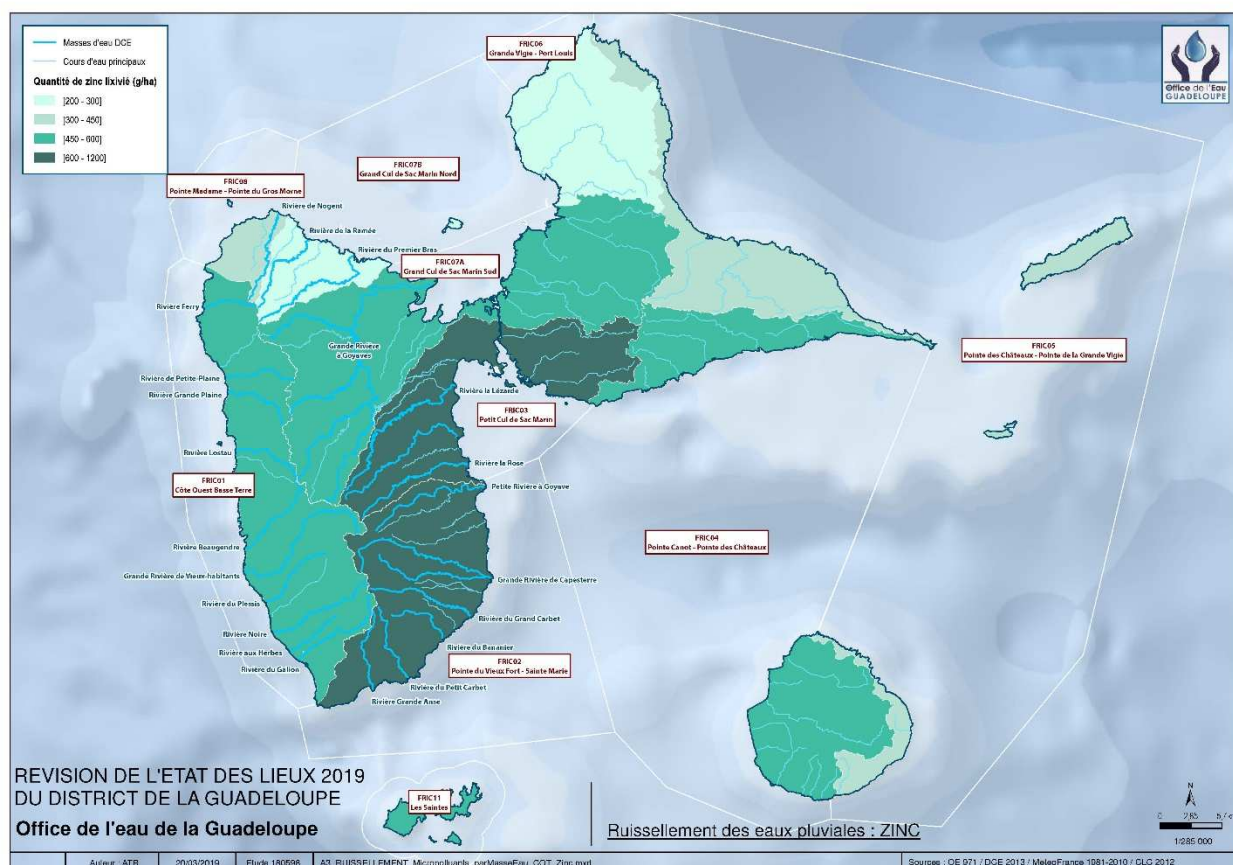 Masses d'eau DCE
Cours d'eau principaux
Quantité de zinc lixivié (g/ha)
]200 - 300]
]300 - 450]
]450 - 600]
]600 - 1200]
FRIC06
Grande Vigie - Port Louis
Office de l'Eau
GUADELOUPE
FRIC07B
Grand Cul de Sac Marin Nord
FRIC08
Pointe Madame - Pointe du Gros Morne
Rivière de Nogent
Rivière de la Ramée
Rivière du Premier Bras
FRIC07A
Grand Cul de Sac Marin Sud
Rivière Ferry
Grande Rivière
à Goyaves
FRIC05
Pointe des Châteaux - Pointe de la Grande Vigie
Rivière de Petite-Plaine
Rivière Grande Plaine
Rivière la Lézarde
FRIC03
Petit Cul de Sac Marin
Rivière Lostau
Rivière la Rose
FRIC01
Côte Ouest Basse Terre
Petite Rivière à Goyave
FRIC04
Pointe Canot - Pointe des Châteaux
Rivière Beaugendre
Grande Rivière de Vieux-habitants
Grande Rivière de Capesterre
Rivière du Plessis
Rivière du Grand Carbet
Rivière Noire
Rivière aux Herbes
Rivière du Bananier
Rivière du Galion
FRIC02
Pointe du Vieux Fort - Sainte Marie
Rivière du Petit Carbet
Rivière Grande Anse
REVISION DE L'ETAT DES LIEUX 2019
DU DISTRICT DE LA GUADELOUPE
Office de l'eau de la Guadeloupe
FRIC11
Les Saintes
Ruissellement des eaux pluviales : ZINC
N
0 2,85
1/285 000
Auteur : ATR 20/03/2019 Etude 180596 A3_RUISSELLEMENT_Micropolluants_parMasseEau_COT_Zinc.mxd Sources : OE 971 / DCE 2013 / MeteoFrance 1981-2010 / CLC 2012